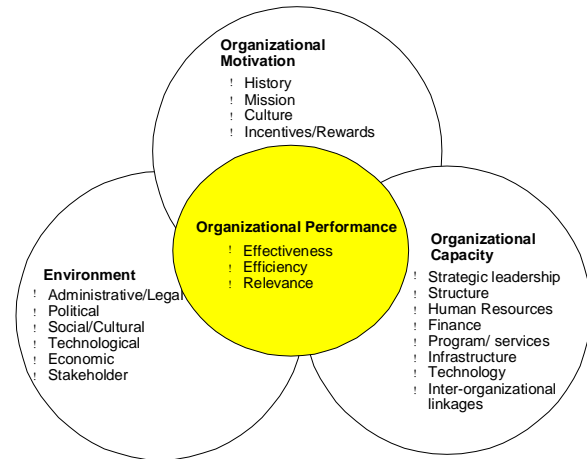 Organizational
Motivation
! History
! Mission
! Culture
! Incentives/Rewards
Organizational Performance
! Effectiveness
! Efficiency
! Relevance
Environment
! Administrative/Legal
! Political
! Social/Cultural
! Technological
! Economic
! Stakeholder
Organizational
Capacity
! Strategic leadership
! Structure
! Human Resources
! Finance
! Program/ services
! Infrastructure
! Technology
! Inter-organizational
linkages